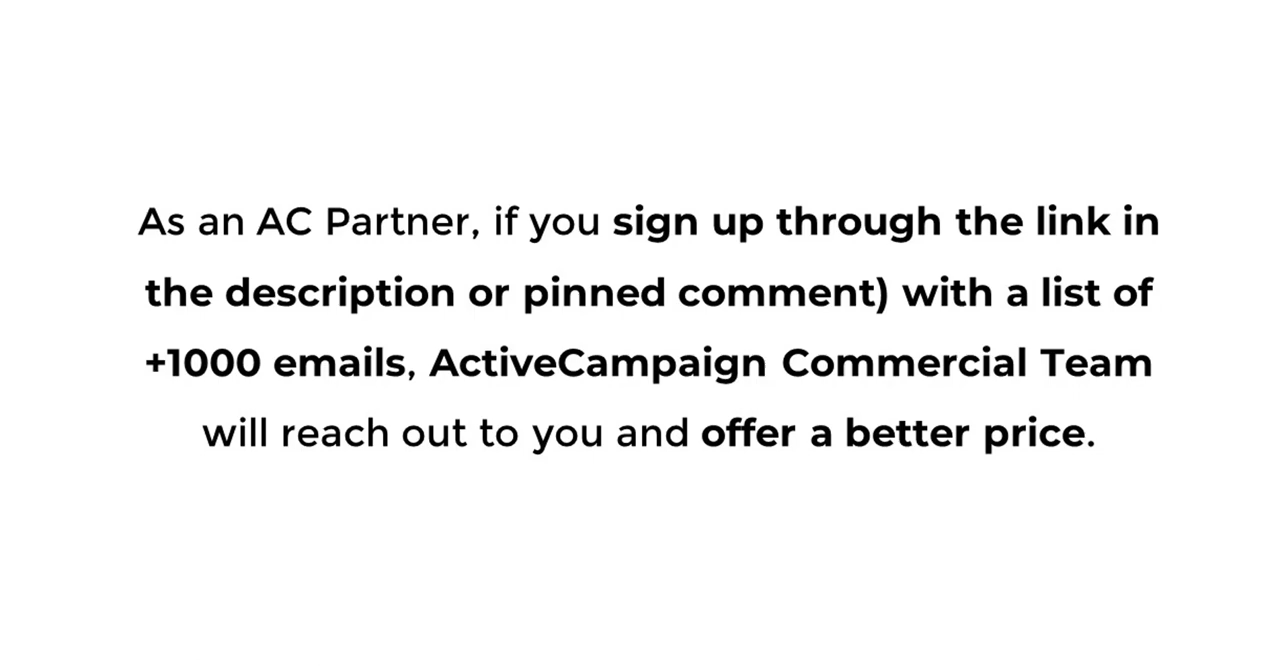 As an AC Partner, if you sign up through the link in
the description or pinned comment) with a list of
+1000 emails, ActiveCampaign Commercial Team
will reach out to you and offer a better price.